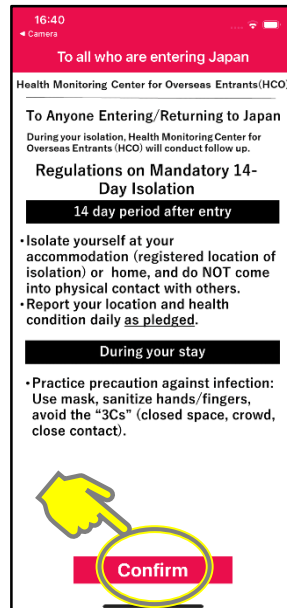 16:40
◀ Camera
To all who are entering Japan
Health Monitoring Center for Overseas Entrants(HCO)
To Anyone Entering/Returning to Japan
During your isolation, Health Monitoring Center for
Overseas Entrants (HCO) will conduct follow up.
Regulations on Mandatory 14-
Day Isolation
14 day period after entry
・Isolate yourself at your
accommodation (registered location of
isolation) or home, and do NOT come
into physical contact with others.
・Report your location and health
condition daily as pledged.
During your stay
・Practice precaution against infection:
Use mask, sanitize hands/fingers,
avoid the “3Cs” (closed space, crowd,
close contact).
Confirm